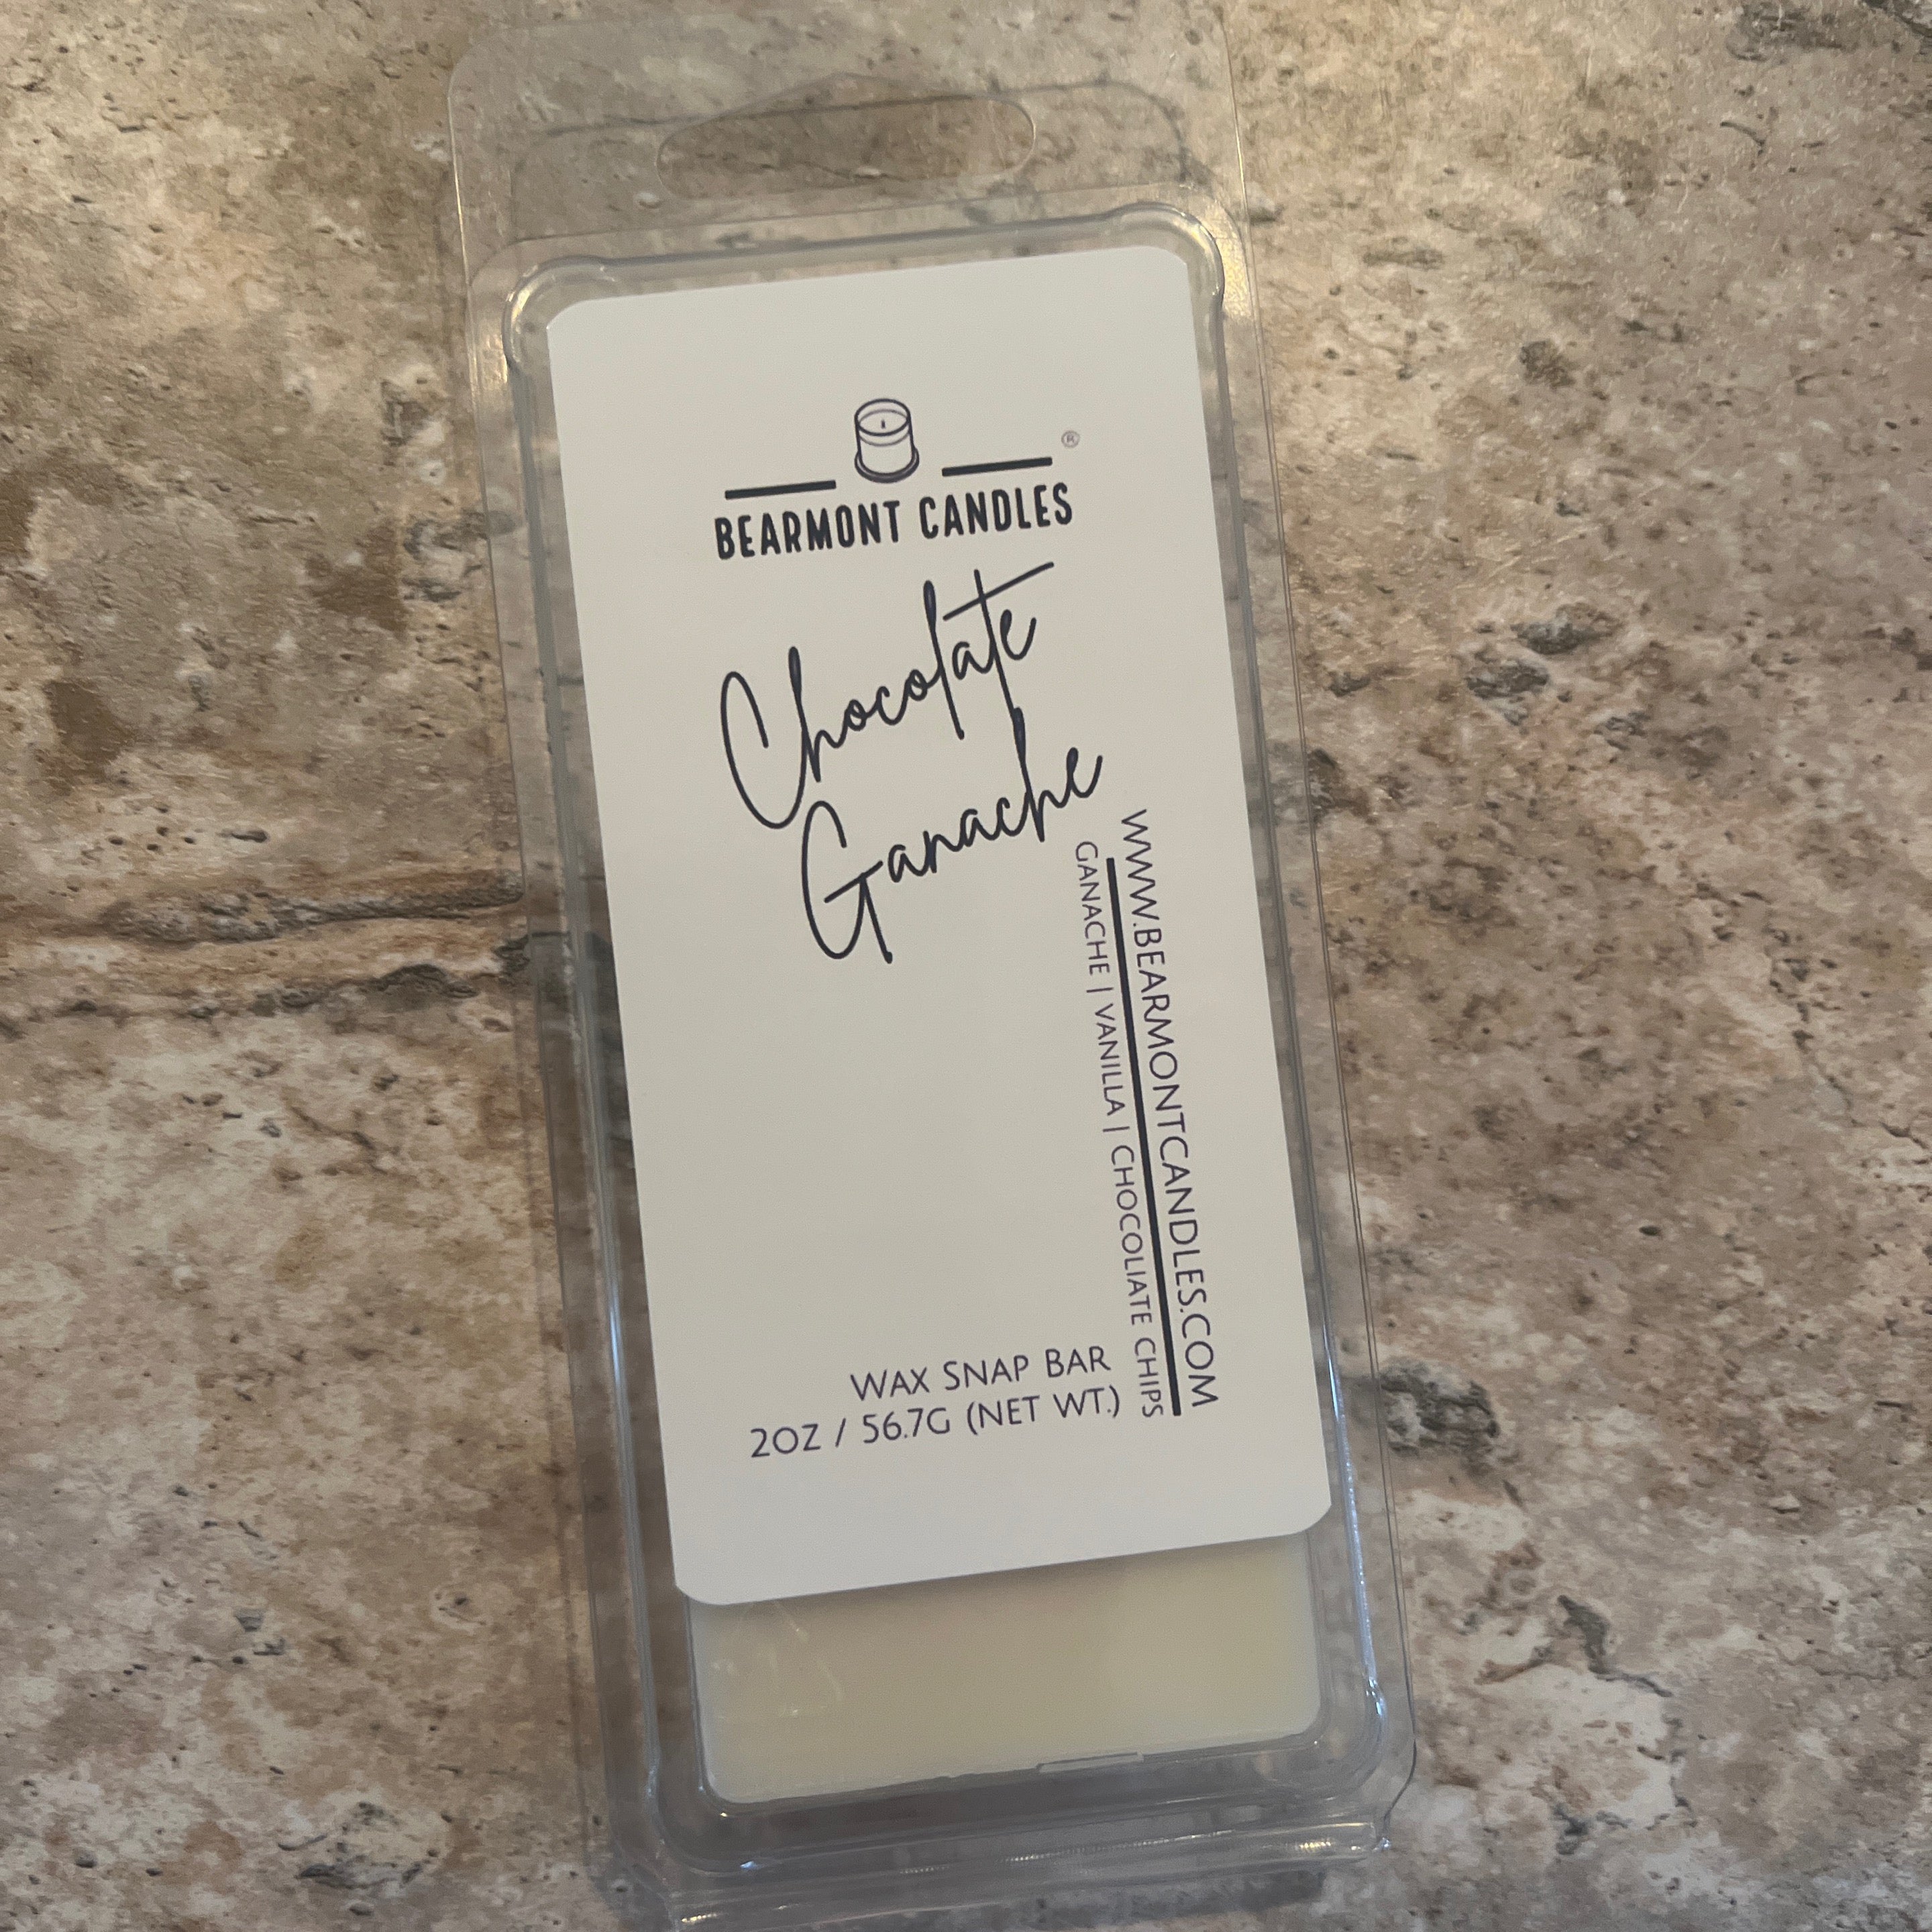 ®
BEARMONT CANDLES
Chocolate
Ganache
WWW.BEARMONTCANDLES.COM
GANACHE | VANILLA | CHOCOLIATE CHIPS
WAX SNAP BAR
2OZ / 56.7G (NET WT.)